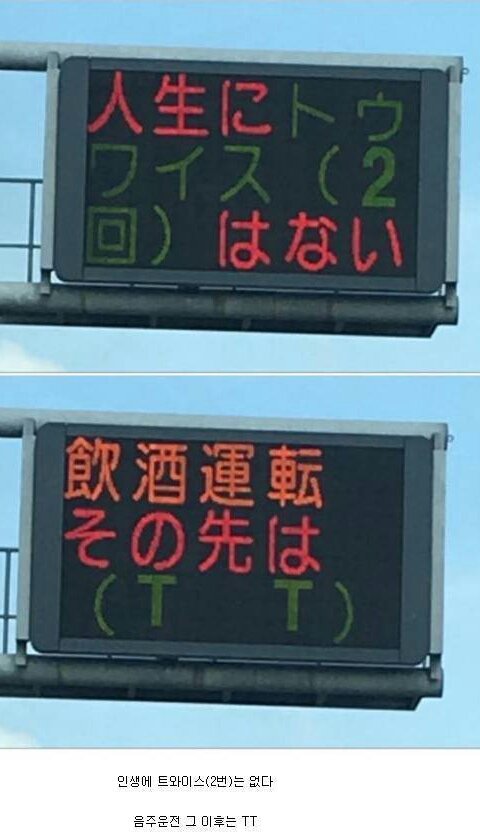 人生にトゥ
ワイス(2
回)はない
飲酒運転
その先は
(T T)
인생에 트와이스(2번)는 없다
음주운전 그 이후는 TT